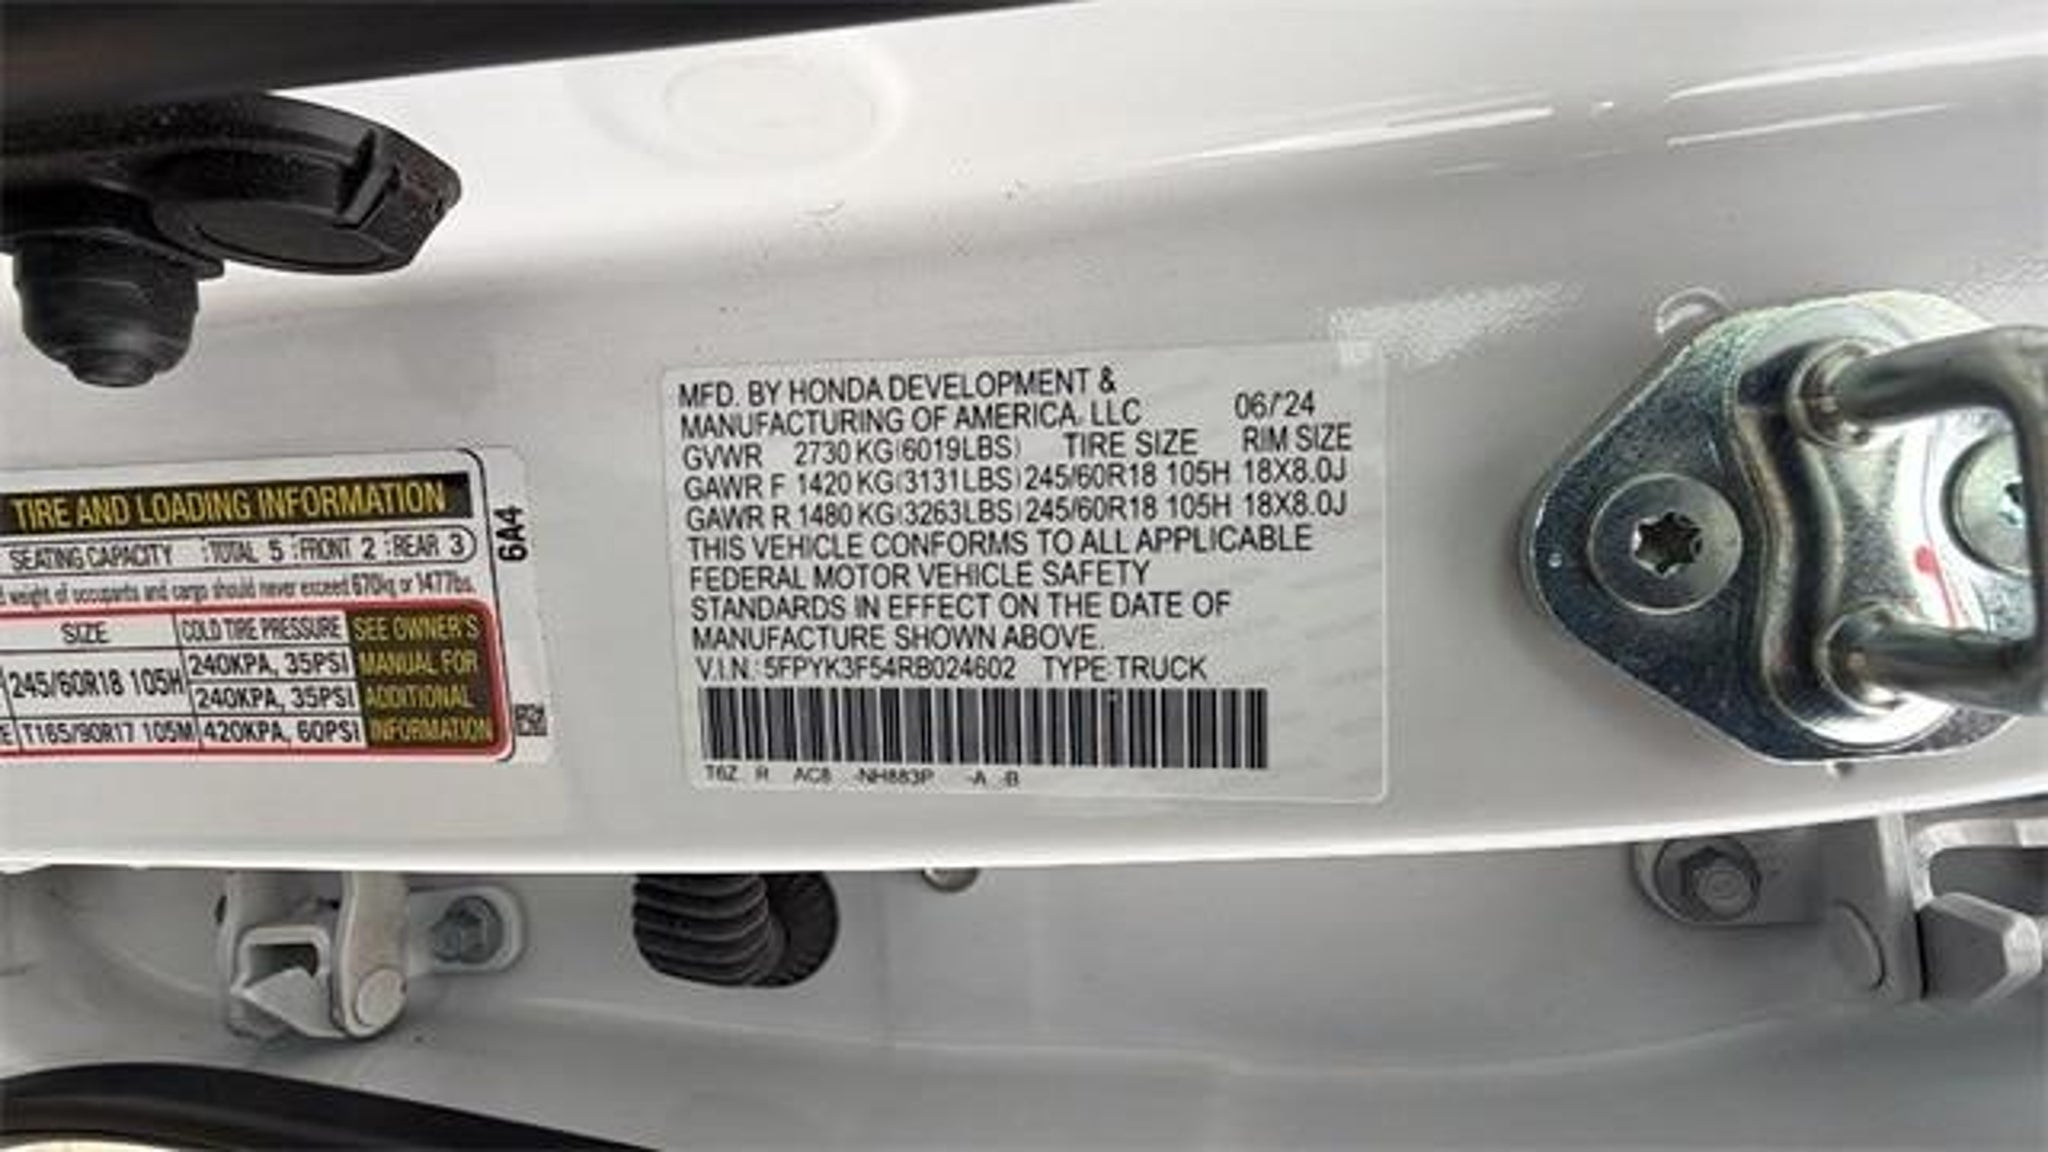 TIRE AND LOADING INFORMATION
SEATING CAPACITY TOTAL 5 FRONT 2 REAR 3
weight of occupants and cargo should never exceed 670kg or 1477lbs.
SIZE COLD TIRE PRESSURE SEE OWNER'S
245/60R18 105H 240KPA, 35PSI MANUAL FOR
240KPA, 35PSI ADDITIONAL
T165/90R17 105M 420KPA, 60PSI INFORMATION
6A4
MFD. BY HONDA DEVELOPMENT &
MANUFACTURING OF AMERICA, LLC 06/'24
GVWR 2730 KG(6019LBS) TIRE SIZE RIM SIZE
GAWR F 1420 KG(3131LBS) 245/60R18 105H 18X8.0J
GAWR R 1480 KG(3263LBS) 245/60R18 105H 18X8.0J
THIS VEHICLE CONFORMS TO ALL APPLICABLE
FEDERAL MOTOR VEHICLE SAFETY
STANDARDS IN EFFECT ON THE DATE OF
MANUFACTURE SHOWN ABOVE.
V.I.N.: 5FPYK3F54RB024602 TYPE:TRUCK
T6Z R AC8 -NH883P -A -B